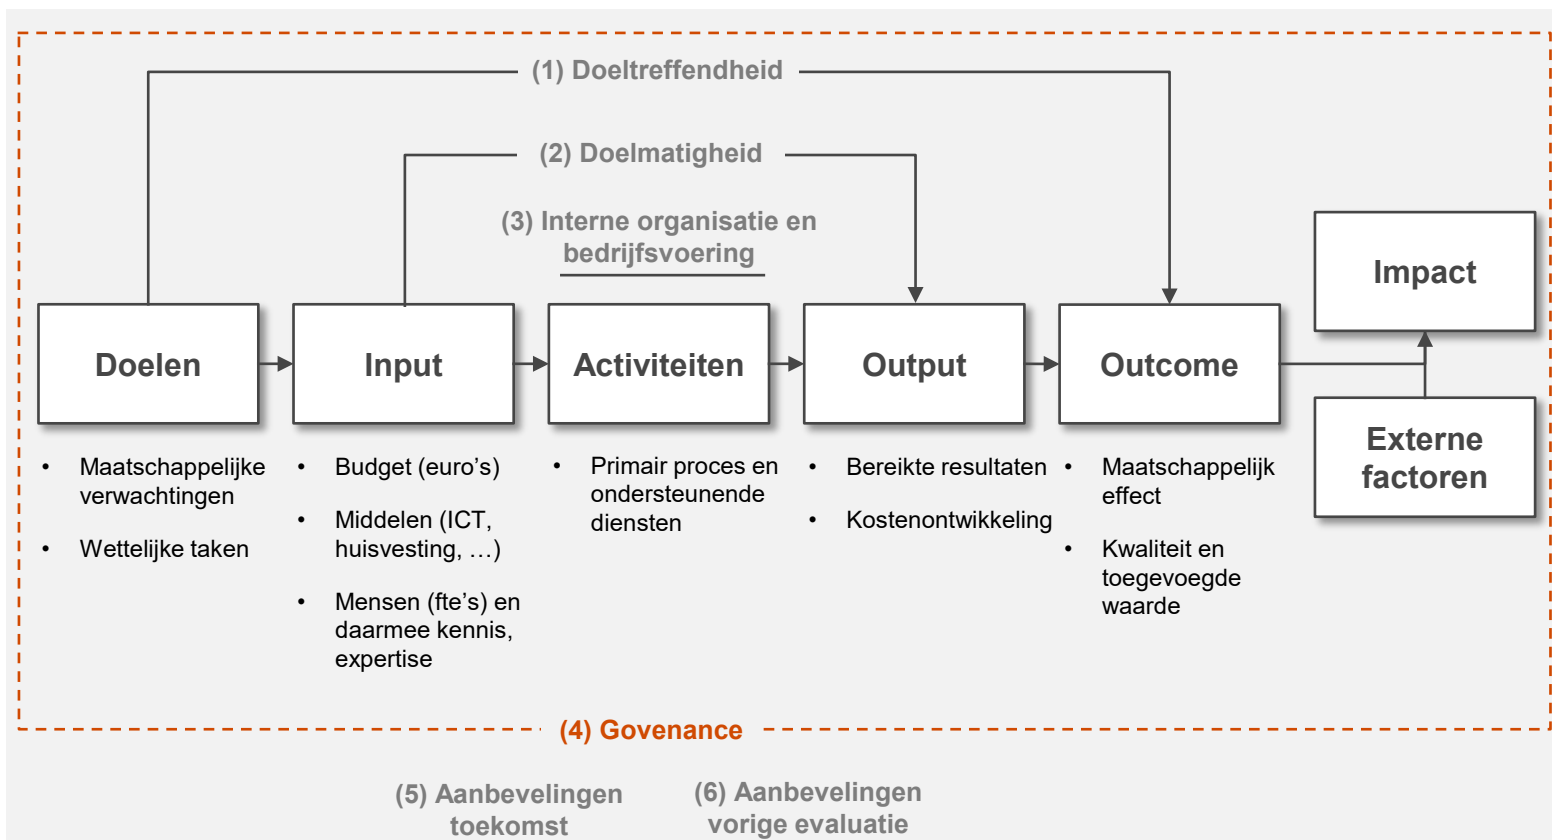 (1) Doeltreffendheid
(2) Doelmatigheid
(3) Interne organisatie en
bedrijfsvoering
Impact
Doelen
Input
Activiteiten
Output
Outcome
Externe
factoren
• Maatschappelijke
verwachtingen
• Wettelijke taken
• Budget (euro’s)
• Middelen (ICT,
huisvesting, …)
• Mensen (fte’s) en
daarmee kennis,
expertise
• Primair proces en
ondersteunende
diensten
• Bereikte resultaten
• Kostenontwikkeling
• Maatschappelijk
effect
• Kwaliteit en
toegevoegde
waarde
(4) Govenance
(5) Aanbevelingen
toekomst
(6) Aanbevelingen
vorige evaluatie